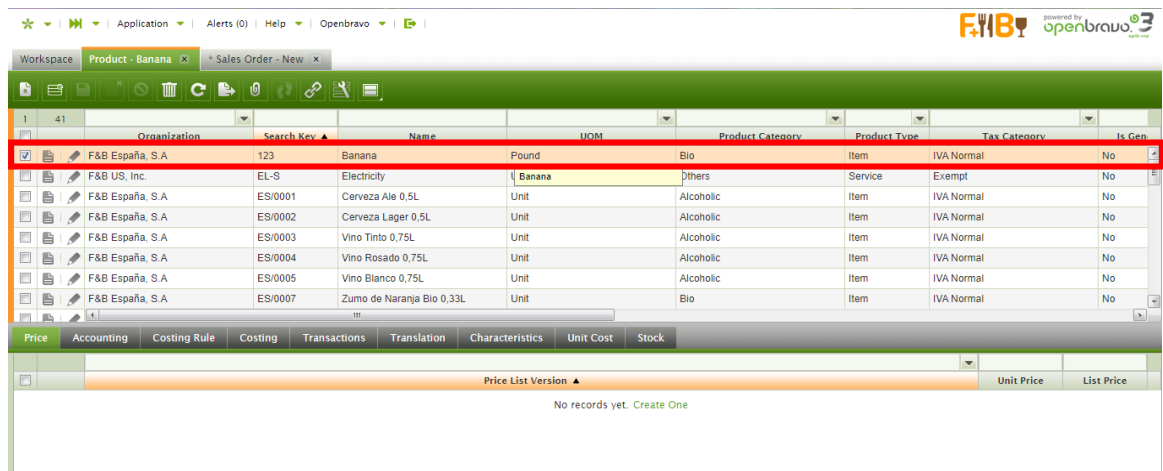 Application Alerts (0) Help Openbravo F&B powered by openbravo 3
Workspace Product - Banana * Sales Order - New
1 41
Organization Search Key Name UOM Product Category Product Type Tax Category Is Gen
F&B España, S.A 123 Banana Pound Bio Item IVA Normal No
F&B US, Inc. EL-S Electricity Banana Others Service Exempt No
F&B España, S.A ES/0001 Cerveza Ale 0,5L Unit Alcoholic Item IVA Normal No
F&B España, S.A ES/0002 Cerveza Lager 0,5L Unit Alcoholic Item IVA Normal No
F&B España, S.A ES/0003 Vino Tinto 0,75L Unit Alcoholic Item IVA Normal No
F&B España, S.A ES/0004 Vino Rosado 0,75L Unit Alcoholic Item IVA Normal No
F&B España, S.A ES/0005 Vino Blanco 0,75L Unit Alcoholic Item IVA Normal No
F&B España, S.A ES/0007 Zumo de Naranja Bio 0,33L Unit Bio Item IVA Normal No
Price Accounting Costing Rule Costing Transactions Translation Characteristics Unit Cost Stock
Price List Version Unit Price List Price
No records yet. Create One